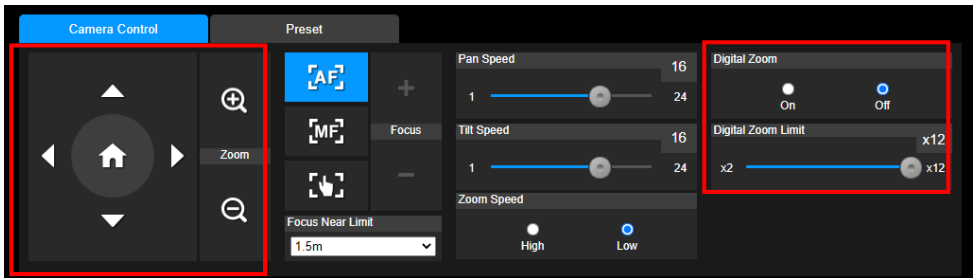 Camera Control
Preset
Zoom
AF
MF
Focus
Focus Near Limit
1.5m
Pan Speed
16
1
24
Tilt Speed
16
1
24
Zoom Speed
High
Low
Digital Zoom
On
Off
Digital Zoom Limit
x12
x2
x12